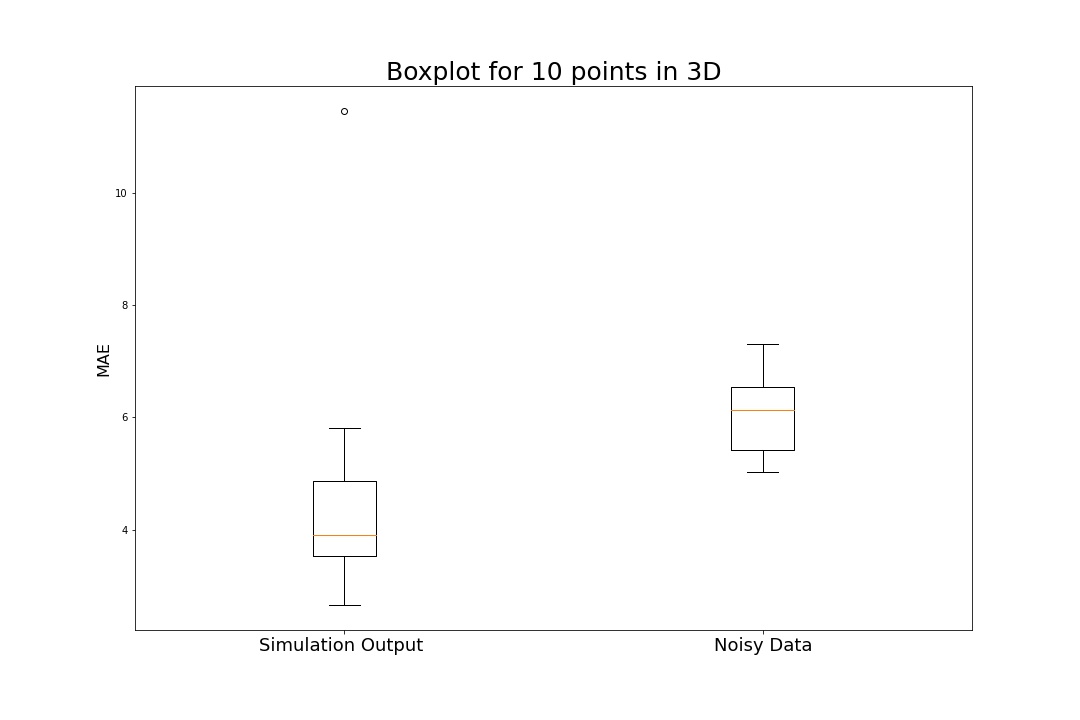 Boxplot for 10 points in 3D
10
8
6
4
MAE
Simulation Output
Noisy Data